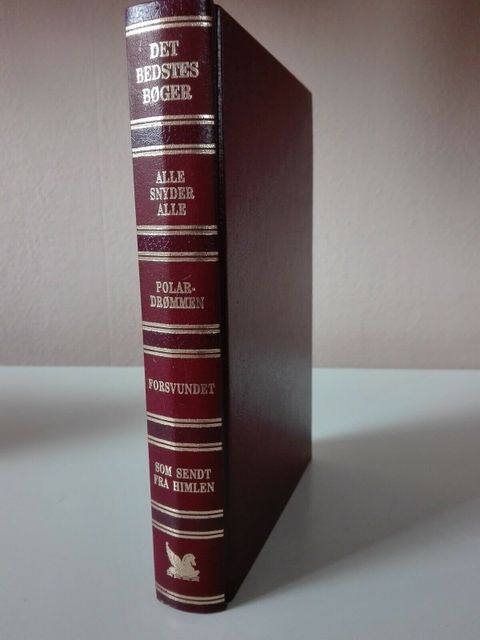 DET
BEDSTES
BØGER
ALLE
SNYDER
ALLE
POLAR-
DRØMMEN
FORSVUNDET
SOM SENDT
FRA HIMLEN